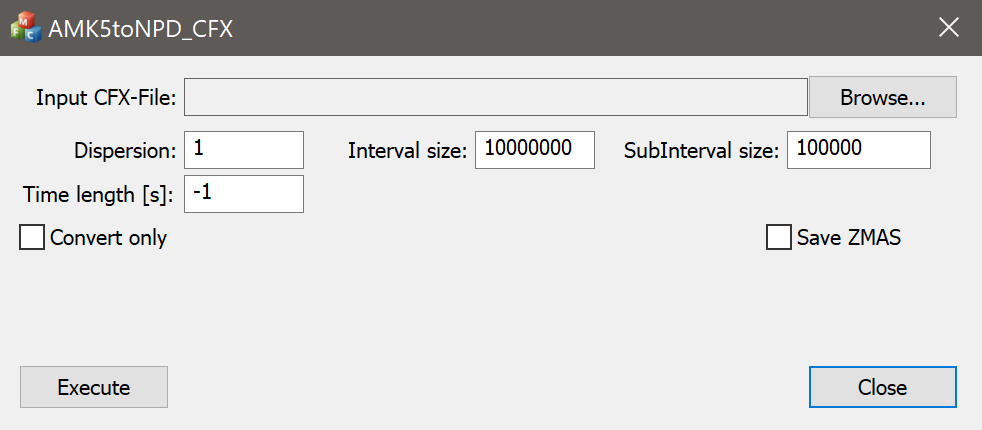 AMK5toNPD_CFX
Input CFX-File: Browse...
Dispersion: 1 Interval size: 10000000 SubInterval size: 100000
Time length [s]: -1
Convert only Save ZMAS
Execute Close